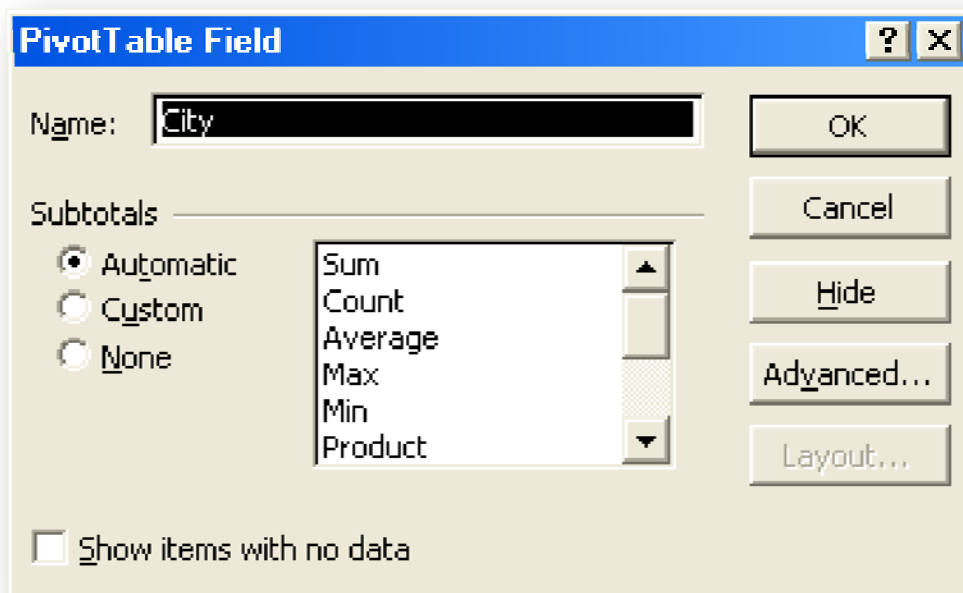 PivotTable Field
Name: City
OK
Cancel
Subtotals
Automatic
Custom
None
Sum
Count
Average
Max
Min
Product
Hide
Advanced...
Layout...
Show items with no data